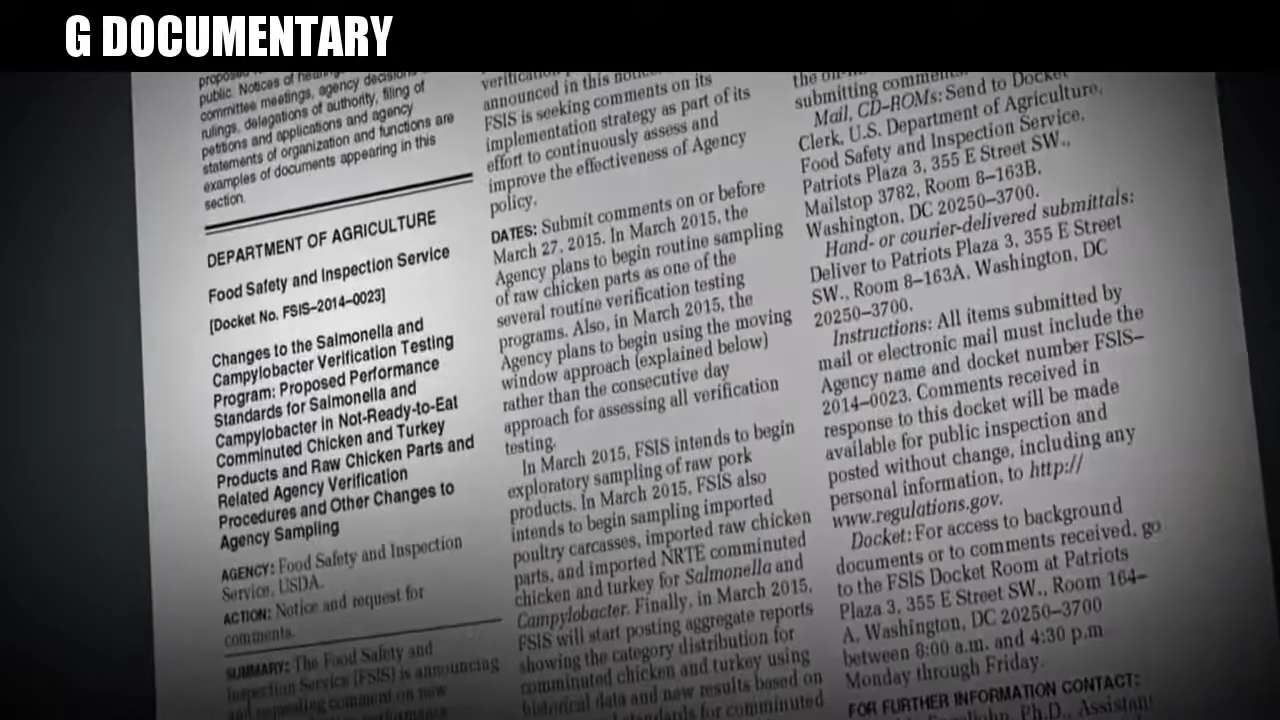 G DOCUMENTARY
public. Notices of hearings
committee meetings, agency decisions
rulings, delegations of authority, filing of
petitions and applications and agency
statements of organization and functions are
examples of documents appearing in this
section.
DEPARTMENT OF AGRICULTURE
Food Safety and Inspection Service
[Docket No. FSIS–2014–0023]
Changes to the Salmonella and
Campylobacter Verification Testing
Program: Proposed Performance
Standards for Salmonella and
Campylobacter in Not-Ready-to-Eat
Comminuted Chicken and Turkey
Products and Raw Chicken Parts and
Related Agency Verification
Procedures and Other Changes to
Agency Sampling
AGENCY: Food Safety and Inspection
Service, USDA.
ACTION: Notice and request for
comments.
SUMMARY: The Food Safety and
Inspection Service (FSIS) is announcing
and requesting comment on new
verification
announced in this notice.
FSIS is seeking comments on its
implementation strategy as part of its
effort to continuously assess and
improve the effectiveness of Agency
policy.
DATES: Submit comments on or before
March 27, 2015. In March 2015, the
Agency plans to begin routine sampling
of raw chicken parts as one of the
several routine verification testing
programs. Also, in March 2015, the
Agency plans to begin using the moving
window approach (explained below)
rather than the consecutive day
approach for assessing all verification
testing.
In March 2015, FSIS intends to begin
exploratory sampling of raw pork
products. In March 2015, FSIS also
intends to begin sampling imported
poultry carcasses, imported raw chicken
parts, and imported NRTE comminuted
chicken and turkey for Salmonella and
Campylobacter. Finally, in March 2015,
FSIS will start posting aggregate reports
showing the category distribution for
comminuted chicken and turkey using
historical data and new results based on
standards for comminuted
submitting comments.
Mail, CD–ROMs: Send to Docket
Clerk, U.S. Department of Agriculture,
Food Safety and Inspection Service,
Patriots Plaza 3, 355 E Street SW.,
Mailstop 3782, Room 8–163B,
Washington, DC 20250–3700.
Hand- or courier-delivered submittals:
Deliver to Patriots Plaza 3, 355 E Street
SW., Room 8–163A, Washington, DC
20250–3700.
Instructions: All items submitted by
mail or electronic mail must include the
Agency name and docket number FSIS–
2014–0023. Comments received in
response to this docket will be made
available for public inspection and
posted without change, including any
personal information, to http://
www.regulations.gov.
Docket: For access to background
documents or to comments received, go
to the FSIS Docket Room at Patriots
Plaza 3, 355 E Street SW., Room 164–
A, Washington, DC 20250–3700
between 8:00 a.m. and 4:30 p.m
Monday through Friday.
FOR FURTHER INFORMATION CONTACT:
Ph.D., Assistant